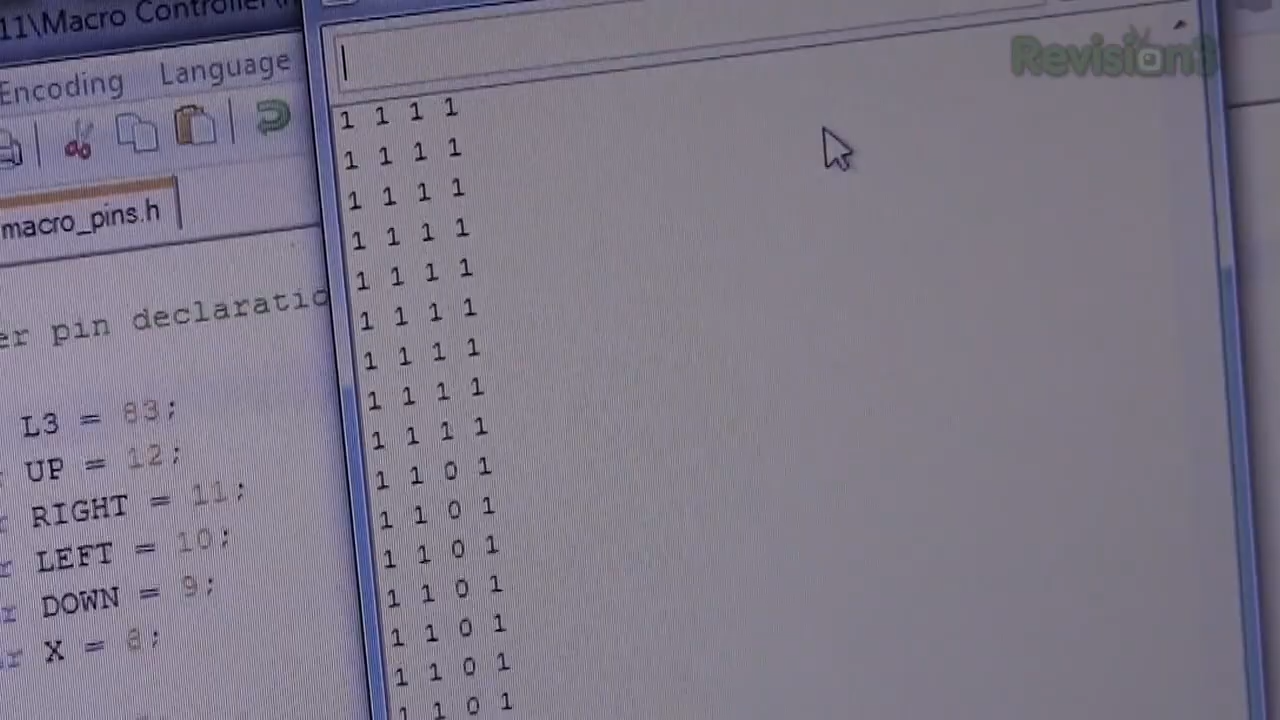 11\Macro Controller
Encoding Language
macro_pins.h
er pin declaratio
L3 = 83;
UP = 12;
RIGHT = 11;
LEFT = 10;
DOWN = 9;
X =
Revision3
1 1 1 1
1 1 1 1
1 1 1 1
1 1 1 1
1 1 1 1
1 1 1 1
1 1 1 1
1 1 1 1
1 1 1 1
1 1 0 1
1 1 0 1
1 1 0 1
1 1 0 1
1 1 0 1
1 1 0 1
1 1 0 1